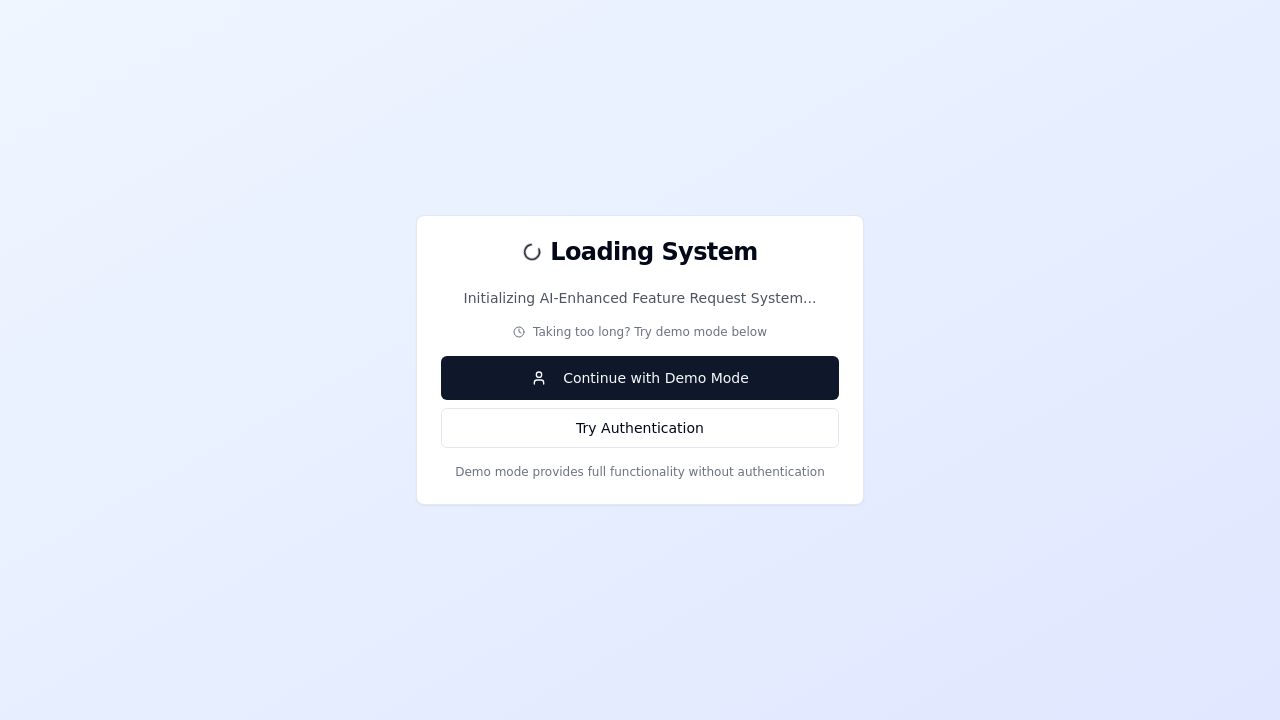 Loading System
Initializing AI-Enhanced Feature Request System...
Taking too long? Try demo mode below
Continue with Demo Mode
Try Authentication
Demo mode provides full functionality without authentication